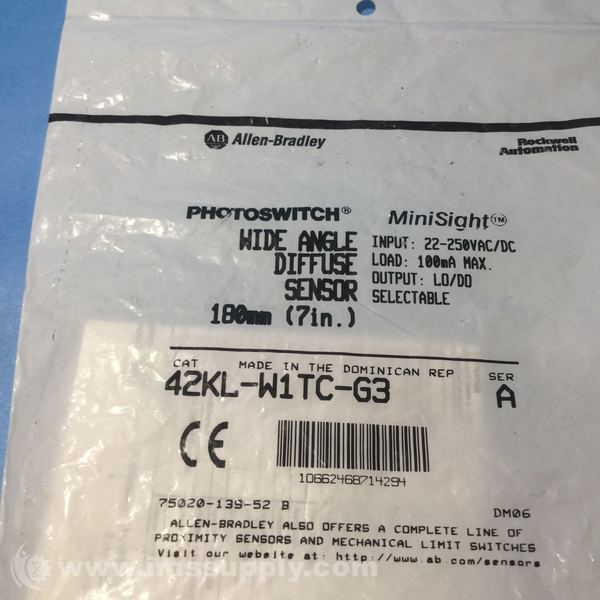 AB Allen-Bradley
Rockwell
Automation
PHOTOSWITCH®
MiniSight™
WIDE ANGLE
DIFFUSE
SENSOR
180mm (7in.)
INPUT: 22-250VAC/DC
LOAD: 100mA MAX.
OUTPUT: LO/DO
SELECTABLE
CAT MADE IN THE DOMINICAN REP SER
42KL-W1TC-G3 A
CE
10662468714294
75020-139-52 B DM06
ALLEN-BRADLEY ALSO OFFERS A COMPLETE LINE OF
PROXIMITY SENSORS AND MECHANICAL LIMIT SWITCHES
Visit our website at: http://www.ab.com/sensors
www.imssupply.com